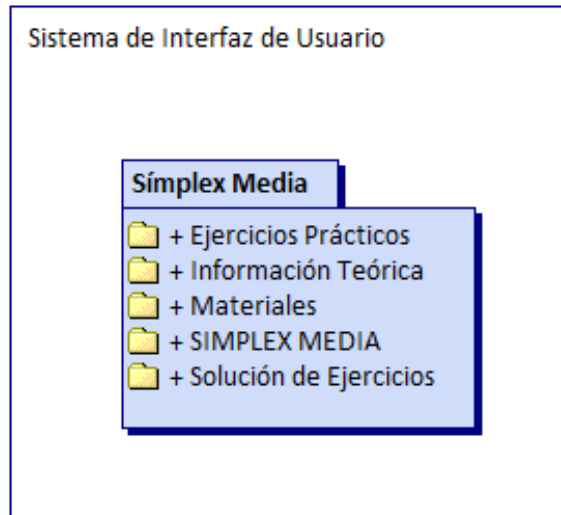 Sistema de Interfaz de Usuario
Símplex Media
+ Ejercicios Prácticos
+ Información Teórica
+ Materiales
+ SIMPLEX MEDIA
+ Solución de Ejercicios